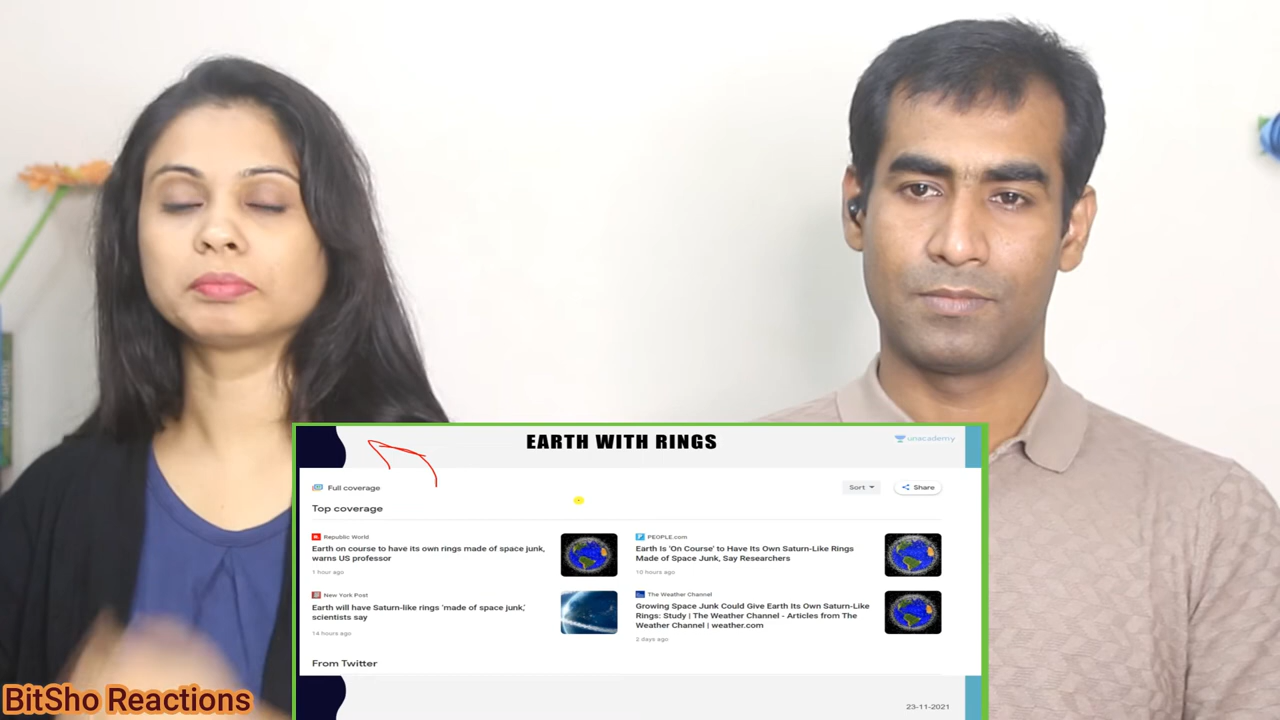 EARTH WITH RINGS
unacademy
Full coverage
Sort
Share
Top coverage
Republic World
Earth on course to have its own rings made of space junk,
warns US professor
1 hour ago
PEOPLE.com
Earth Is 'On Course' to Have Its Own Saturn-Like Rings
Made of Space Junk, Say Researchers
10 hours ago
New York Post
Earth will have Saturn-like rings 'made of space junk,'
scientists say
14 hours ago
The Weather Channel
Growing Space Junk Could Give Earth Its Own Saturn-Like
Rings: Study | The Weather Channel - Articles from The
Weather Channel | weather.com
2 days ago
From Twitter
23-11-2021
BitSho Reactions